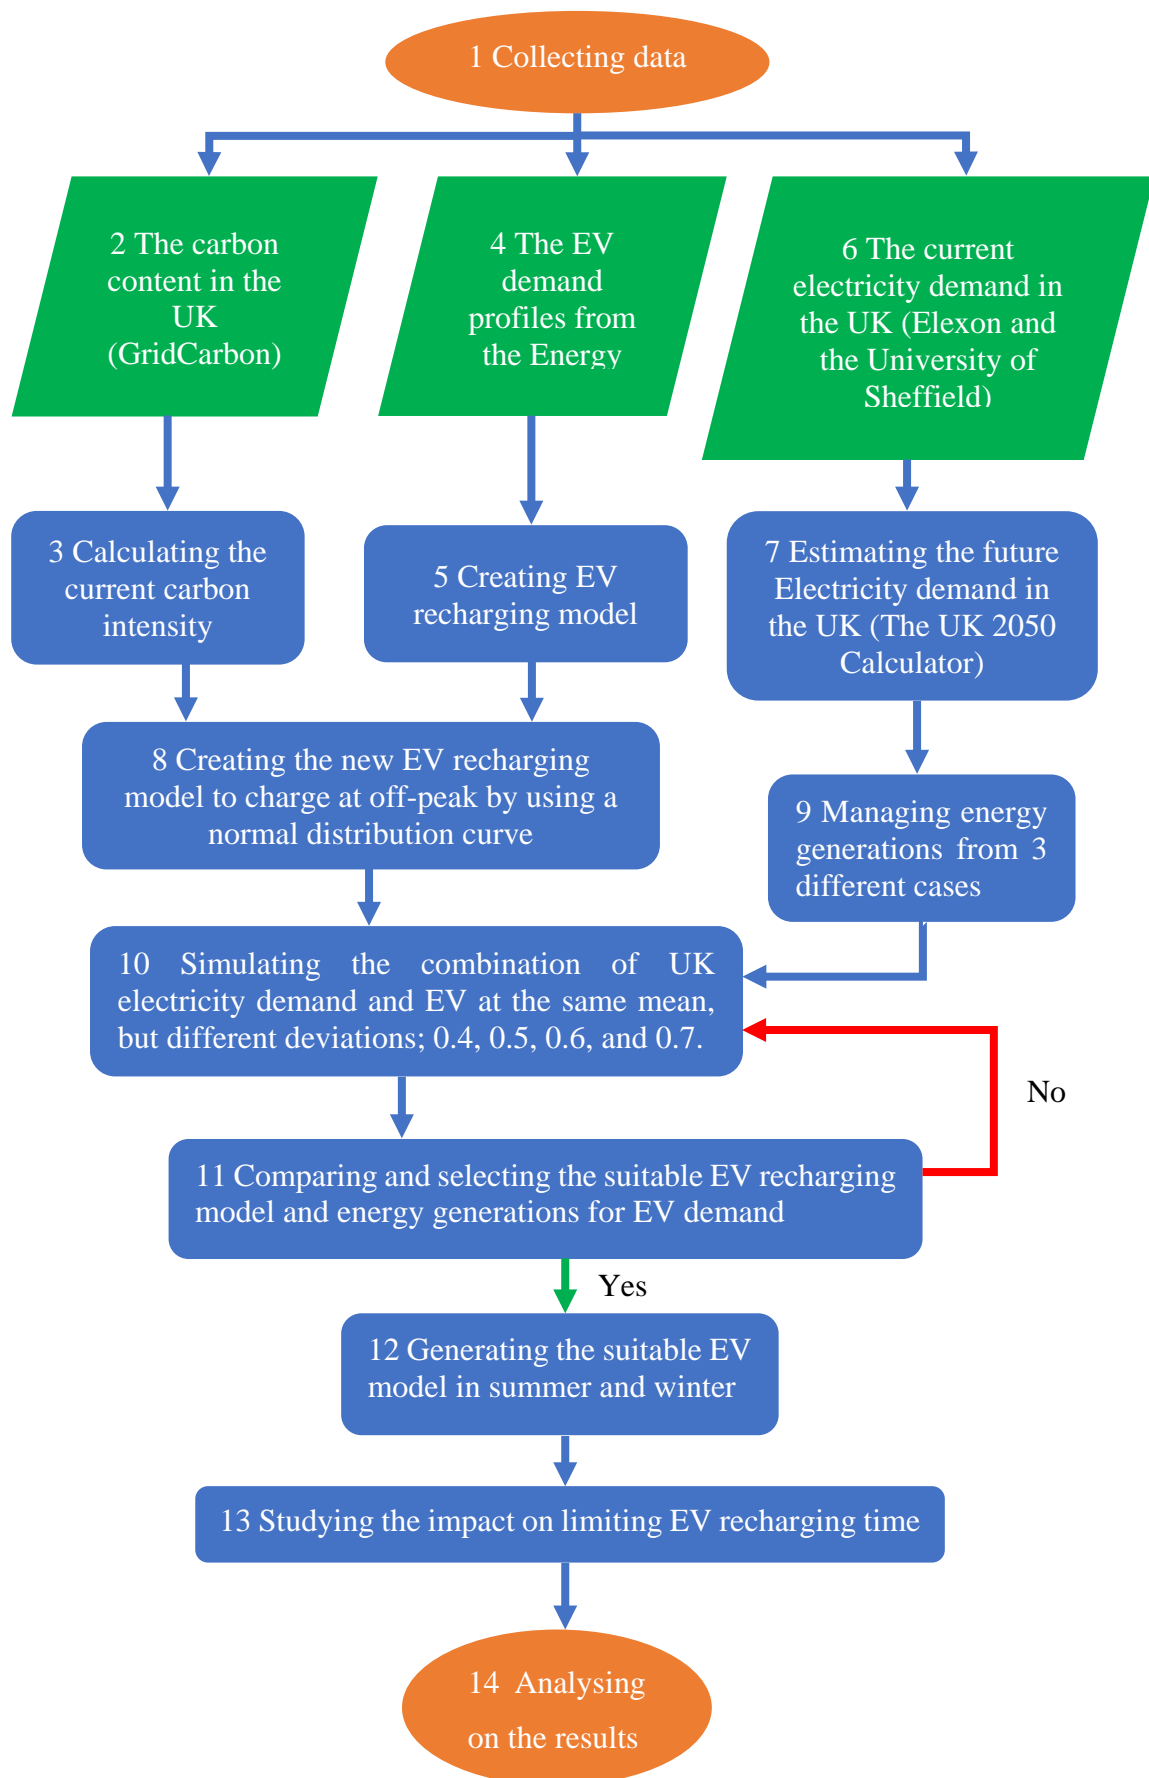 1 Collecting data
2 The carbon
content in the
UK
(GridCarbon)
4 The EV
demand
profiles from
the Energy
6 The current
electricity demand in
the UK (Elexon and
the University of
Sheffield)
3 Calculating the
current carbon
intensity
5 Creating EV
recharging model
7 Estimating the future
Electricity demand in
the UK (The UK 2050
Calculator)
8 Creating the new EV recharging
model to charge at off-peak by using a
normal distribution curve
9 Managing energy
generations from 3
different cases
10 Simulating the combination of UK
electricity demand and EV at the same mean,
but different deviations; 0.4, 0.5, 0.6, and 0.7.
No
11 Comparing and selecting the suitable EV recharging
model and energy generations for EV demand
Yes
12 Generating the suitable EV
model in summer and winter
13 Studying the impact on limiting EV recharging time
14 Analysing
on the results